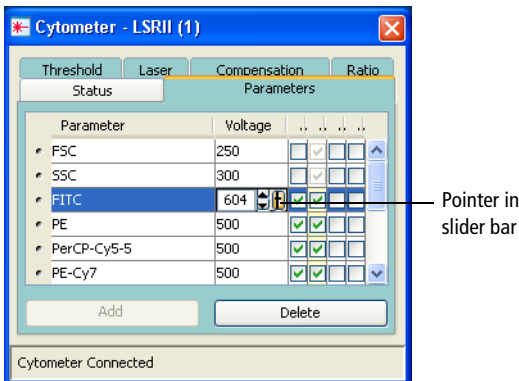 Cytometer - LSRII (1)
Threshold Laser Compensation Ratio
Status Parameters
Parameter Voltage .. .. .. ..
FSC 250
SSC 300
FITC 604
PE 500
PerCP-Cy5-5 500
PE-Cy7 500
Add Delete
Cytometer Connected
Pointer in
slider bar